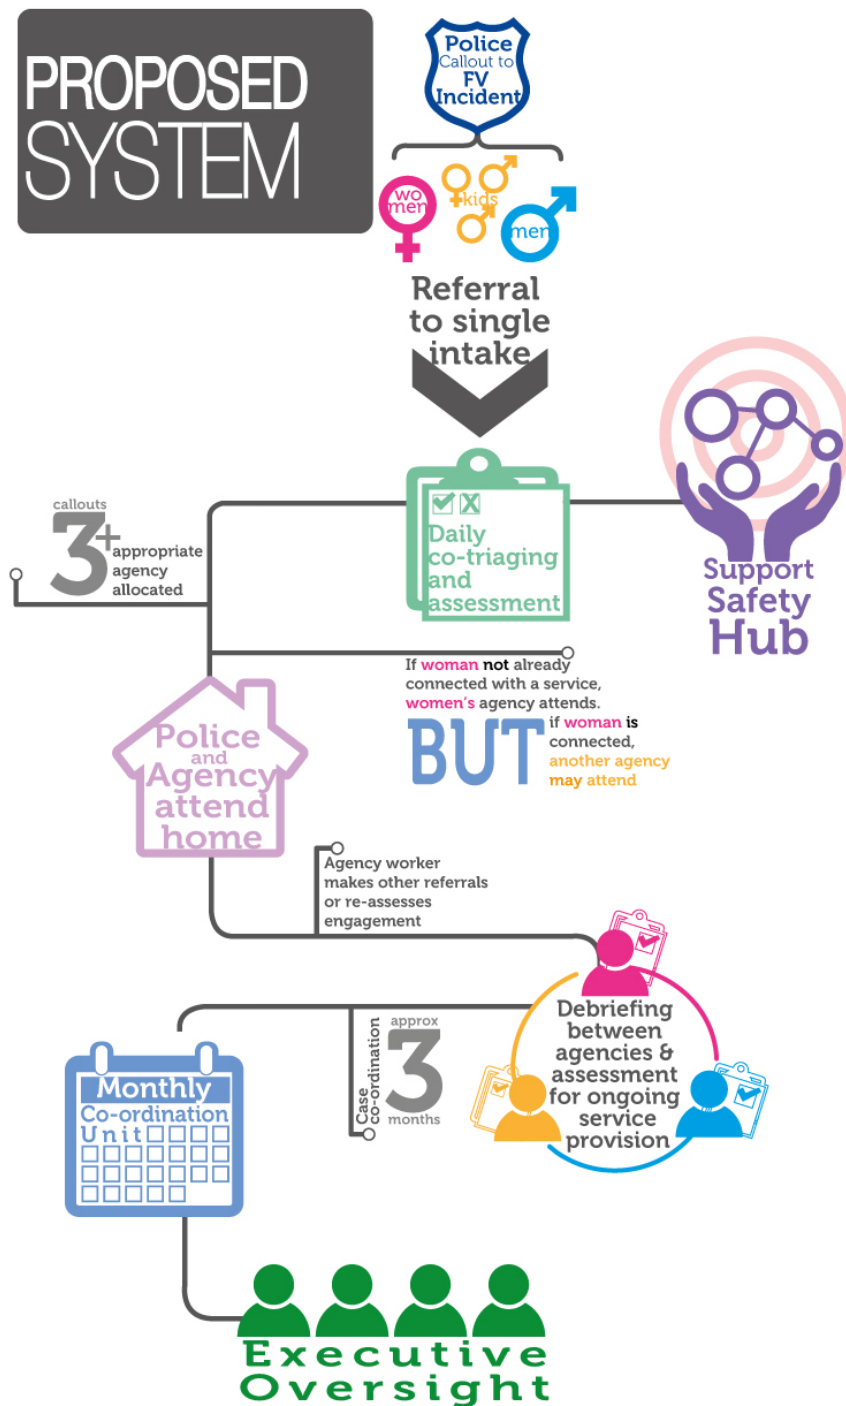 PROPOSED
SYSTEM
Police
Callout to
FV
Incident
wo
men
kids
men
Referral
to single
intake
callouts
3+
appropriate
agency
allocated
Daily
co-triaging
and
assessment
Support
Safety
Hub
If woman not already
connected with a service,
women's agency attends.
BUT
if woman is
connected,
another agency
may attend
Police
and
Agency
attend
home
Agency worker
makes other referrals
or re-assesses
engagement
Debriefing
between
agencies &
assessment
for ongoing
service
provision
Case
co-ordination
approx
3
months
Monthly
Co-ordination
Unit
Executive
Oversight